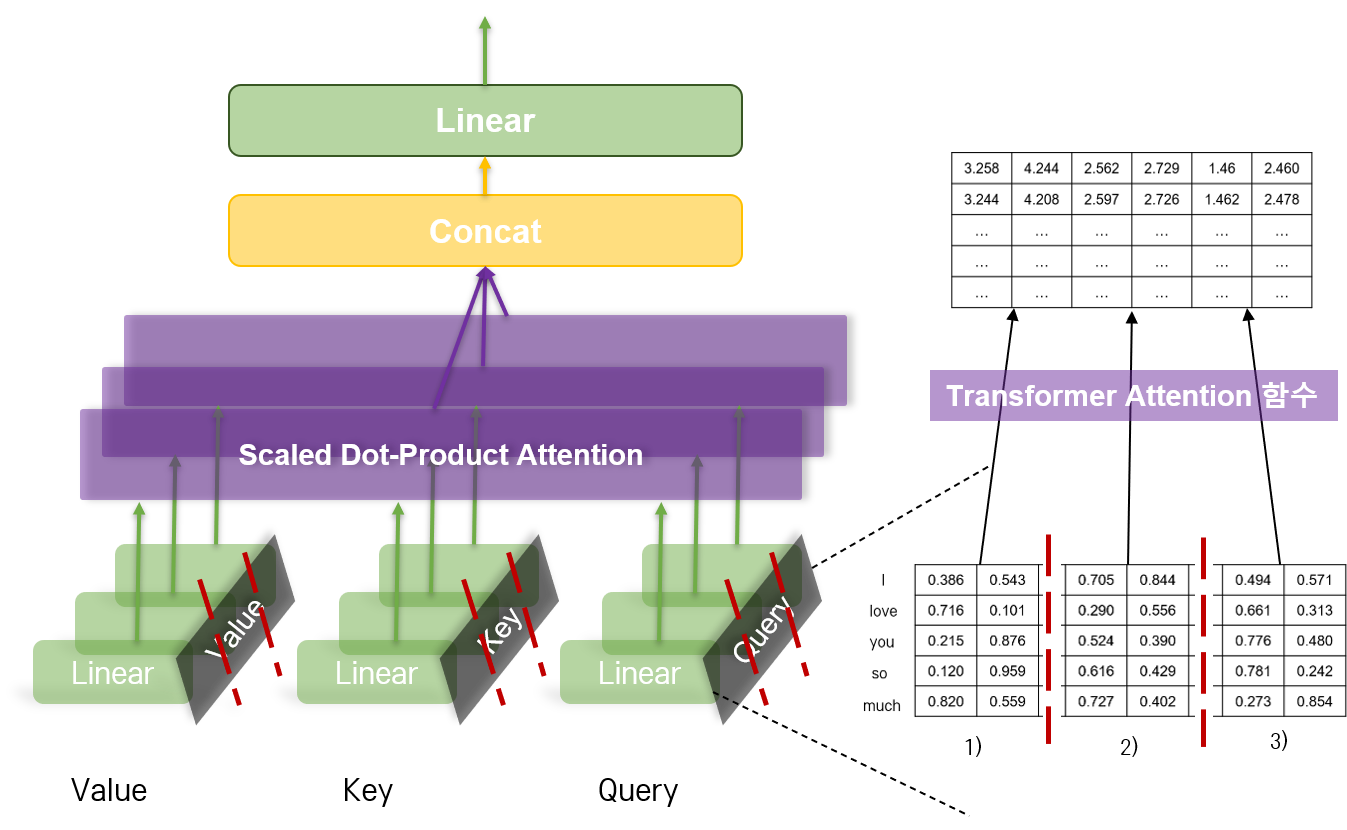 Linear
Concat
Scaled Dot-Product Attention
Value
Key
Query
Linear
Linear
Linear
Value
Key
Query
3.258 4.244 2.562 2.729 1.46 2.460
3.244 4.208 2.597 2.726 1.462 2.478
... ... ... ... ... ...
... ... ... ... ... ...
... ... ... ... ... ...
Transformer Attention 함수
I 0.386 0.543 0.705 0.844 0.494 0.571
love 0.716 0.101 0.290 0.556 0.661 0.313
you 0.215 0.876 0.524 0.390 0.776 0.480
so 0.120 0.959 0.616 0.429 0.781 0.242
much 0.820 0.559 0.727 0.402 0.273 0.854
1) 2) 3)